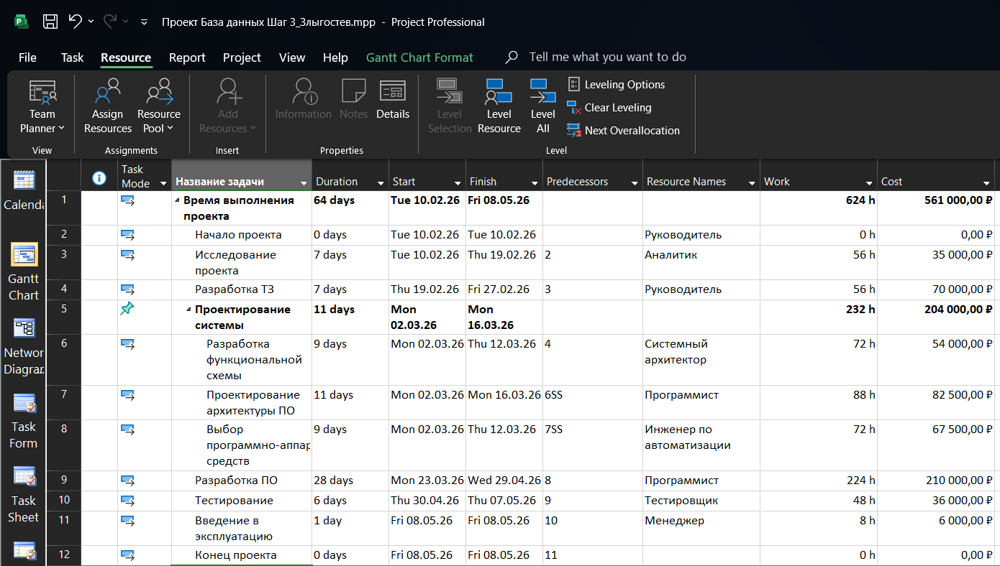 Проект База данных Шаг 3_Злыгостев.mpp - Project Professional
File Task Resource Report Project View Help Gantt Chart Format Tell me what you want to do
Team Planner
Assign Resources
Resource Pool
Add Resources
Information
Notes
Details
Level Selection
Level Resource
Level All
Leveling Options
Clear Leveling
Next Overallocation
View Assignments Insert Properties Level
Calenda
Gantt Chart
Networ
Diagra
Task Form
Task Sheet
Task Mode Название задачи Duration Start Finish Predecessors Resource Names Work Cost
1 Время выполнения проекта 64 days Tue 10.02.26 Fri 08.05.26 624 h 561 000,00 ₽
2 Начало проекта 0 days Tue 10.02.26 Tue 10.02.26 Руководитель 0 h 0,00 ₽
3 Исследование проекта 7 days Tue 10.02.26 Thu 19.02.26 2 Аналитик 56 h 35 000,00 ₽
4 Разработка ТЗ 7 days Thu 19.02.26 Fri 27.02.26 3 Руководитель 56 h 70 000,00 ₽
5 Проектирование системы 11 days Mon 02.03.26 Mon 16.03.26 232 h 204 000,00 ₽
6 Разработка функциональной схемы 9 days Mon 02.03.26 Thu 12.03.26 4 Системный архитектор 72 h 54 000,00 ₽
7 Проектирование архитектуры ПО 11 days Mon 02.03.26 Mon 16.03.26 6SS Программист 88 h 82 500,00 ₽
8 Выбор программно-аппар средств 9 days Mon 02.03.26 Thu 12.03.26 7SS Инженер по автоматизации 72 h 67 500,00 ₽
9 Разработка ПО 28 days Mon 23.03.26 Wed 29.04.26 8 Программист 224 h 210 000,00 ₽
10 Тестирование 6 days Thu 30.04.26 Thu 07.05.26 9 Тестировщик 48 h 36 000,00 ₽
11 Введение в эксплуатацию 1 day Fri 08.05.26 Fri 08.05.26 10 Менеджер 8 h 6 000,00 ₽
12 Конец проекта 0 days Fri 08.05.26 Fri 08.05.26 11 0 h 0,00 ₽